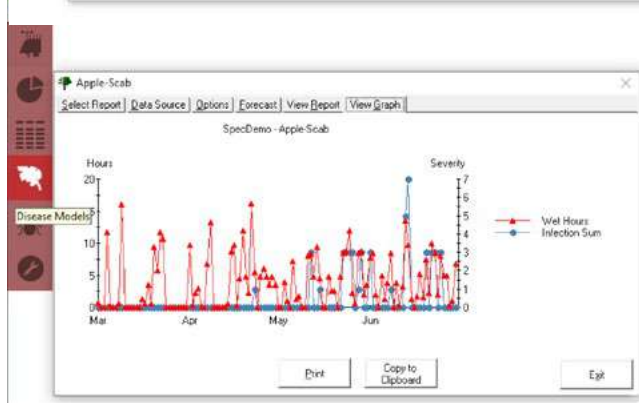 Apple-Scab
Select Report Data Source Options Forecast View Report View Graph
SpecDemo - Apple-Scab
Hours Severity
20 7
6
15 5
4
10 3
5 2
1
0 0
Mar Apr May Jun
Wet Hours
Infection Sum
Disease Models
Print Copy to Clipboard Exit